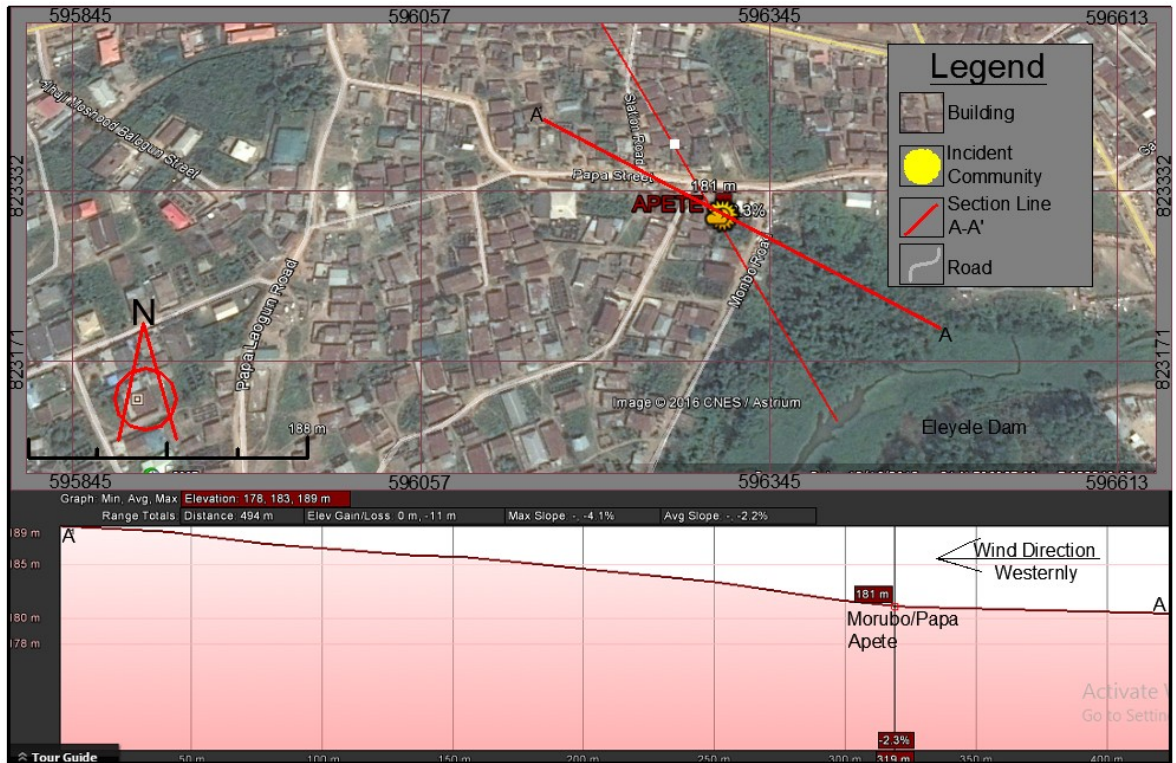 595845 596057 596345 596613
Legend
Building
Incident
Community
Section Line
A-A'
Road
Alhaji Moshood Balogun Street
Station Road
A'
Papa Street
181 m
APETE
3%
823332 823332
Monbo Road
Papa Laogun Road
A
N
823171 823171
Image © 2016 CNES / Astrium
188 m
Eleyele Dam
595845 596057 596345 596613
Graph: Min, Avg, Max Elevation: 178, 183, 189 m
Range Totals: Distance: 494 m Elev Gain/Loss: 0 m, -11 m Max Slope: -, -4.1% Avg Slope: -, -2.2%
189 m A
Wind Direction
Westernly
185 m
181 m A
180 m Morubo/Papa
Apete
178 m
Activate
Go to Settin
-2.3%
Tour Guide 50 m 100 m 150 m 200 m 250 m 300 m 319 m 350 m 400 m